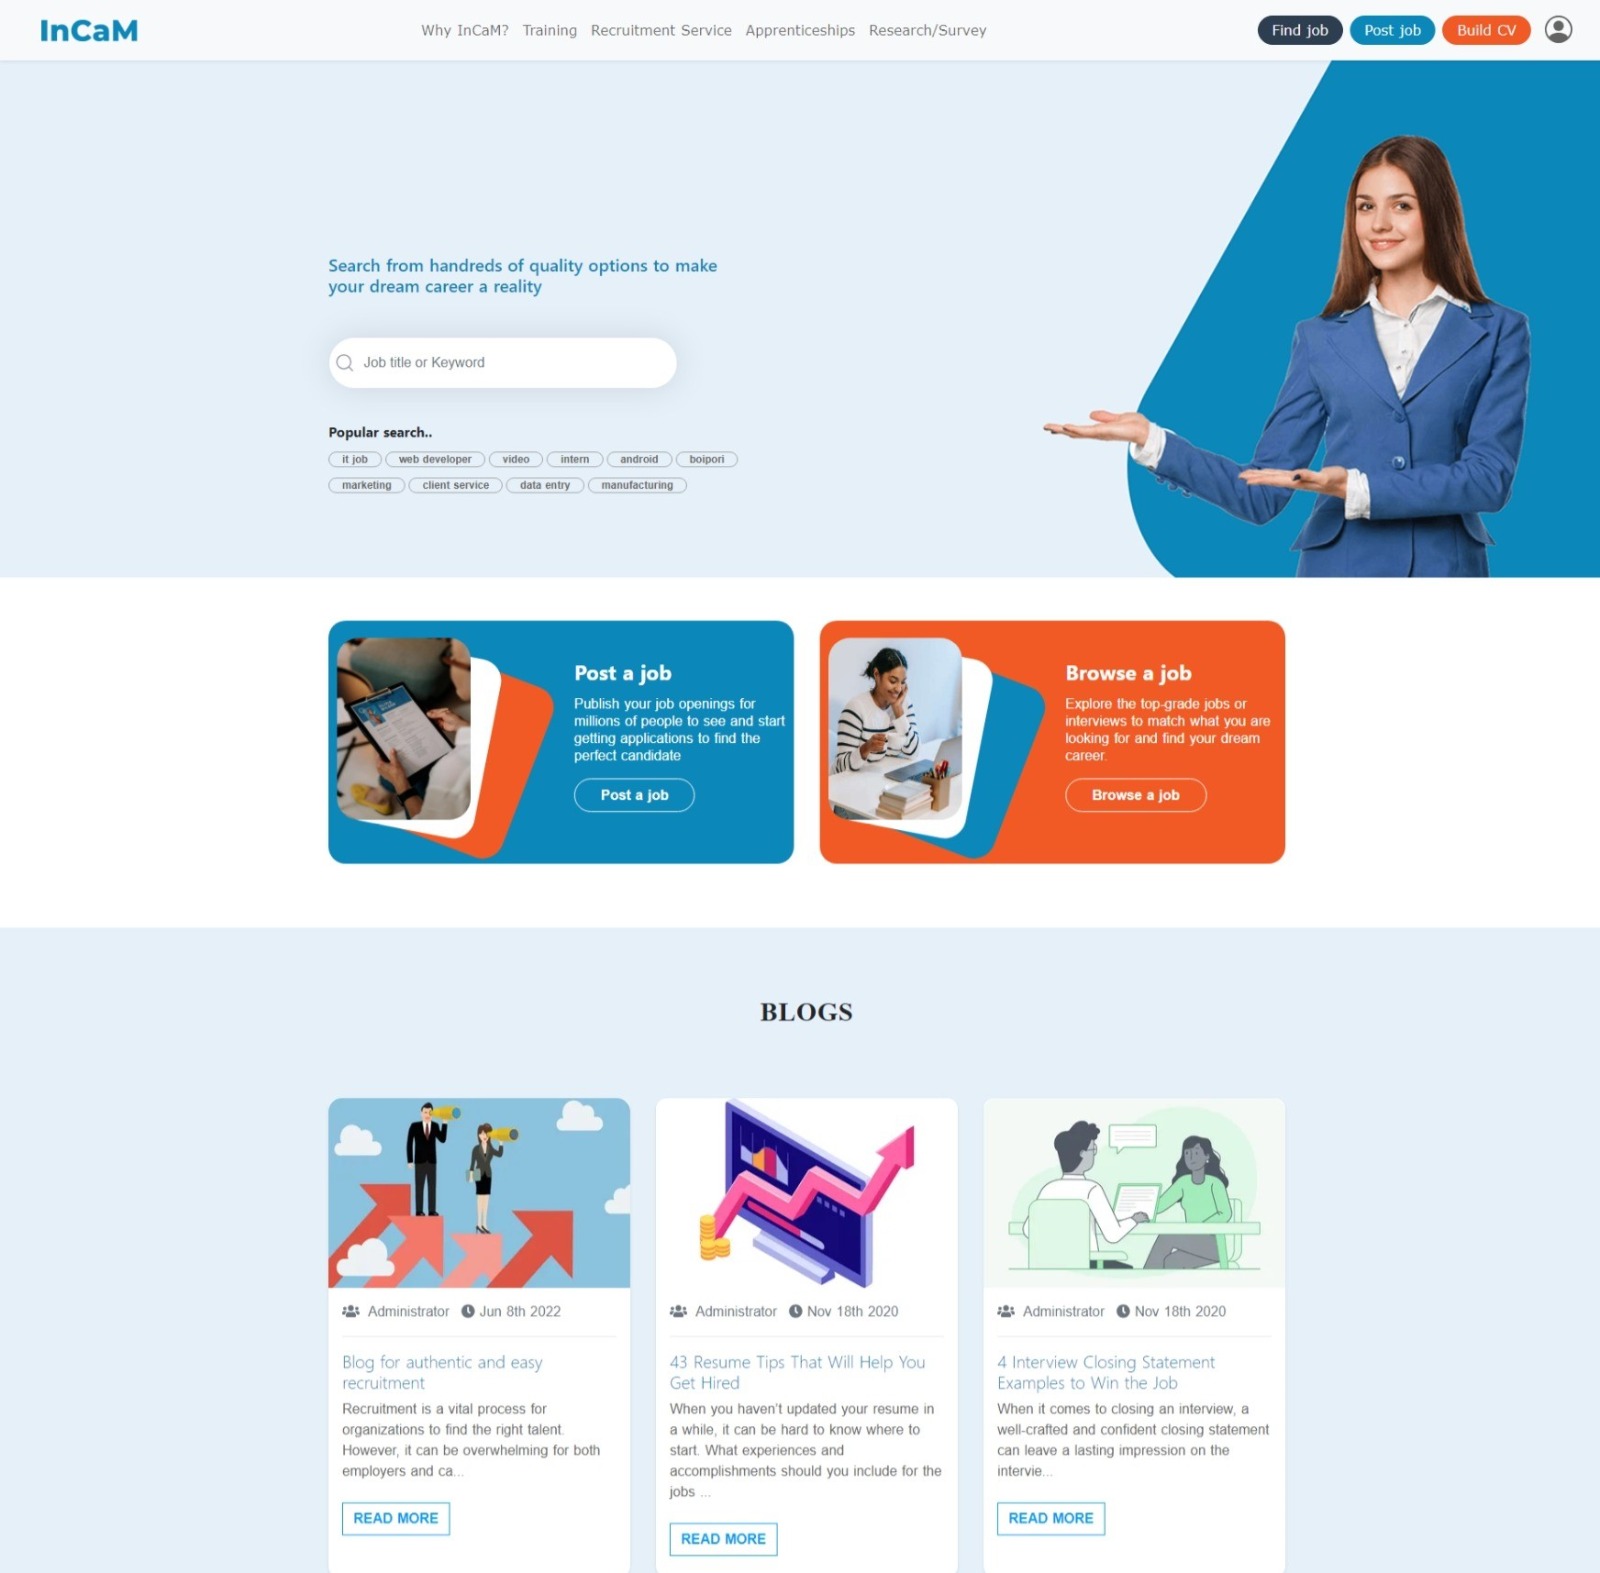 InCaM
Why InCaM? Training Recruitment Service Apprenticeships Research/Survey
Find job Post job Build CV
Search from handreds of quality options to make
your dream career a reality
Job title or Keyword
Popular search..
it job web developer video intern android boipori
marketing client service data entry manufacturing
Post a job
Publish your job openings for
millions of people to see and start
getting applications to find the
perfect candidate
Post a job
Browse a job
Explore the top-grade jobs or
interviews to match what you are
looking for and find your dream
career.
Browse a job
BLOGS
Administrator Jun 8th 2022
Blog for authentic and easy
recruitment
Recruitment is a vital process for
organizations to find the right talent.
However, it can be overwhelming for both
employers and ca...
READ MORE
Administrator Nov 18th 2020
43 Resume Tips That Will Help You
Get Hired
When you haven't updated your resume in
a while, it can be hard to know where to
start. What experiences and
accomplishments should you include for the
jobs ...
READ MORE
Administrator Nov 18th 2020
4 Interview Closing Statement
Examples to Win the Job
When it comes to closing an interview, a
well-crafted and confident closing statement
can leave a lasting impression on the
intervie...
READ MORE